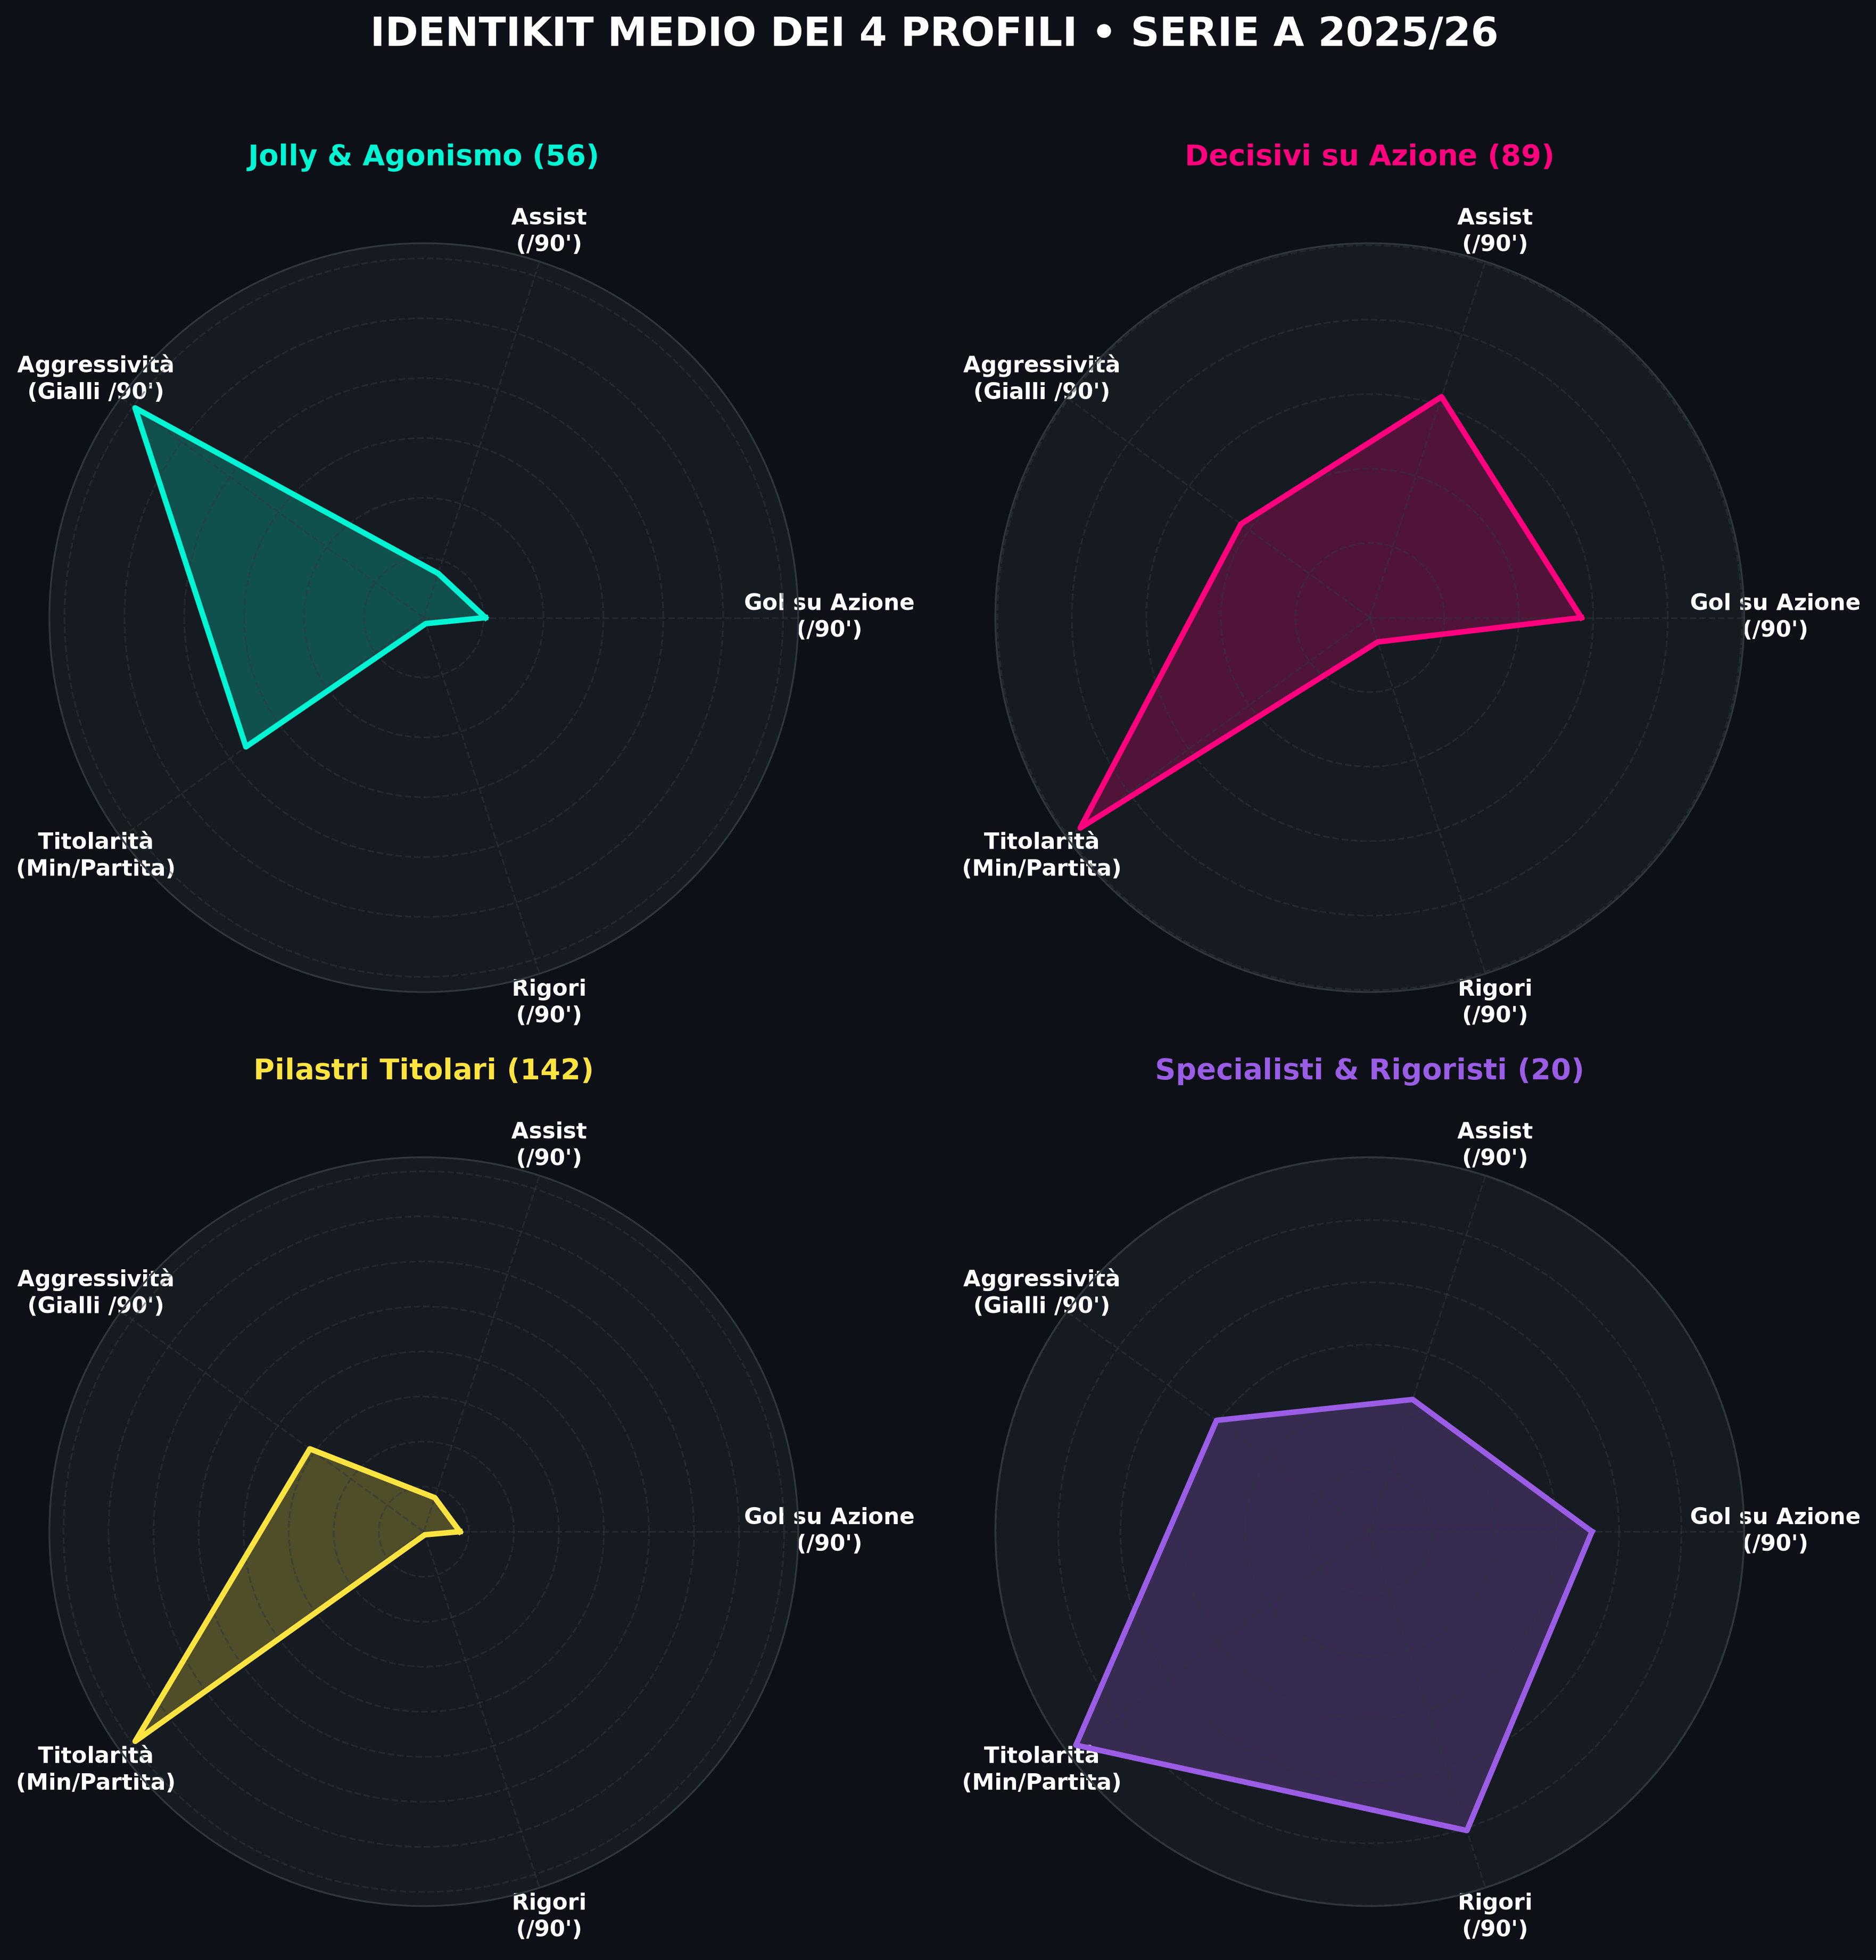 IDENTIKIT MEDIO DEI 4 PROFILI • SERIE A 2025/26
Jolly & Agonismo (56)
Assist
(/90')
Aggressività
(Gialli /90')
Gol su Azione
(/90')
Titolarità
(Min/Partita)
Rigori
(/90')
Decisivi su Azione (89)
Assist
(/90')
Aggressività
(Gialli /90')
Gol su Azione
(/90')
Titolarità
(Min/Partita)
Rigori
(/90')
Pilastri Titolari (142)
Assist
(/90')
Aggressività
(Gialli /90')
Gol su Azione
(/90')
Titolarità
(Min/Partita)
Rigori
(/90')
Specialisti & Rigoristi (20)
Assist
(/90')
Aggressività
(Gialli /90')
Gol su Azione
(/90')
Titolarità
(Min/Partita)
Rigori
(/90')